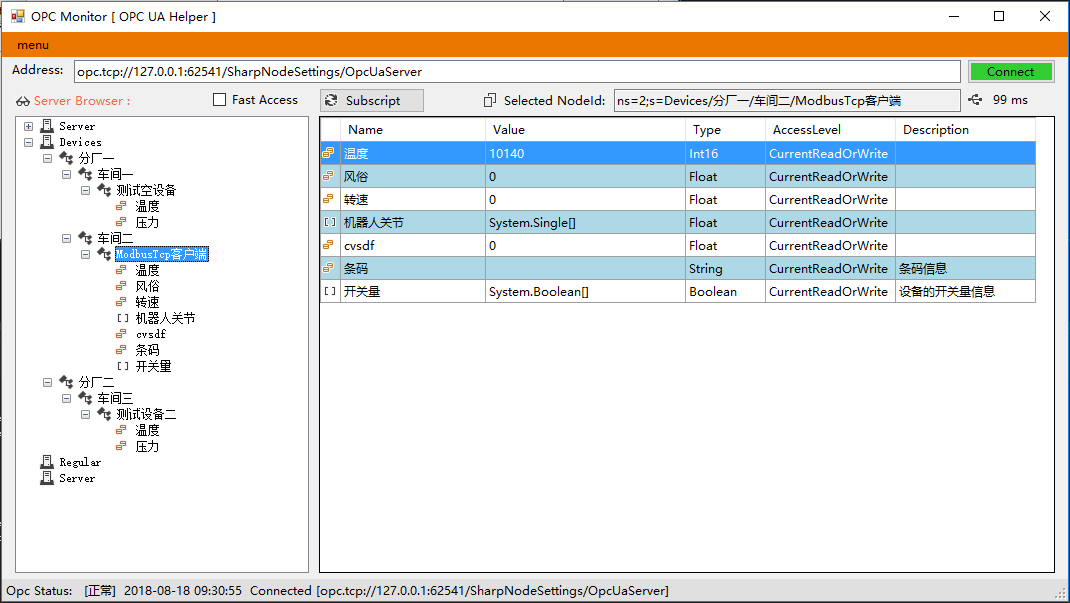 OPC Monitor [ OPC UA Helper ]
menu
Address: opc.tcp://127.0.0.1:62541/SharpNodeSettings/OpcUaServer Connect
Server Browser : Fast Access Subscript Selected NodeId: ns=2;s=Devices/分厂一/车间二/ModbusTcp客户端 99 ms
Server
Devices
分厂一
车间一
测试空设备
温度
压力
车间二
ModbusTcp客户端
温度
风俗
转速
[] 机器人关节
cvsdf
条码
[] 开关量
分厂二
车间三
测试设备二
温度
压力
Regular
Server
Name Value Type AccessLevel Description
温度 10140 Int16 CurrentReadOrWrite
风俗 0 Float CurrentReadOrWrite
转速 0 Float CurrentReadOrWrite
[] 机器人关节 System.Single[] Float CurrentReadOrWrite
cvsdf 0 Float CurrentReadOrWrite
条码 String CurrentReadOrWrite 条码信息
[] 开关量 System.Boolean[] Boolean CurrentReadOrWrite 设备的开关量信息
Opc Status: [正常] 2018-08-18 09:30:55 Connected [opc.tcp://127.0.0.1:62541/SharpNodeSettings/OpcUaServer]